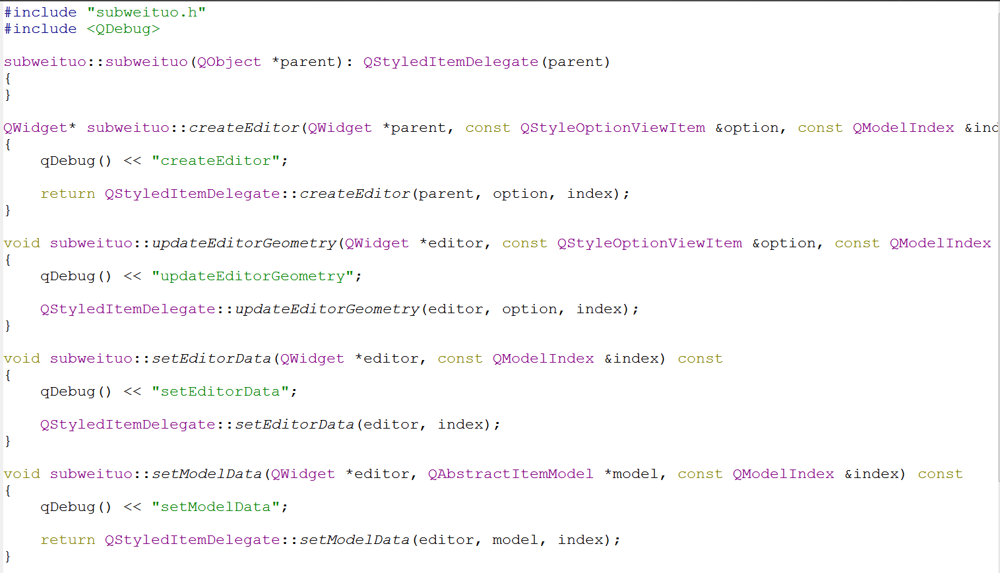 #include "subweituo.h"
#include <QDebug>
subweituo::subweituo(QObject *parent): QStyledItemDelegate(parent)
{
}
QWidget* subweituo::createEditor(QWidget *parent, const QStyleOptionViewItem &option, const QModelIndex &ind
{
qDebug() << "createEditor";
return QStyledItemDelegate::createEditor(parent, option, index);
}
void subweituo::updateEditorGeometry(QWidget *editor, const QStyleOptionViewItem &option, const QModelIndex
{
qDebug() << "updateEditorGeometry";
QStyledItemDelegate::updateEditorGeometry(editor, option, index);
}
void subweituo::setEditorData(QWidget *editor, const QModelIndex &index) const
{
qDebug() << "setEditorData";
QStyledItemDelegate::setEditorData(editor, index);
}
void subweituo::setModelData(QWidget *editor, QAbstractItemModel *model, const QModelIndex &index) const
{
qDebug() << "setModelData";
return QStyledItemDelegate::setModelData(editor, model, index);
}